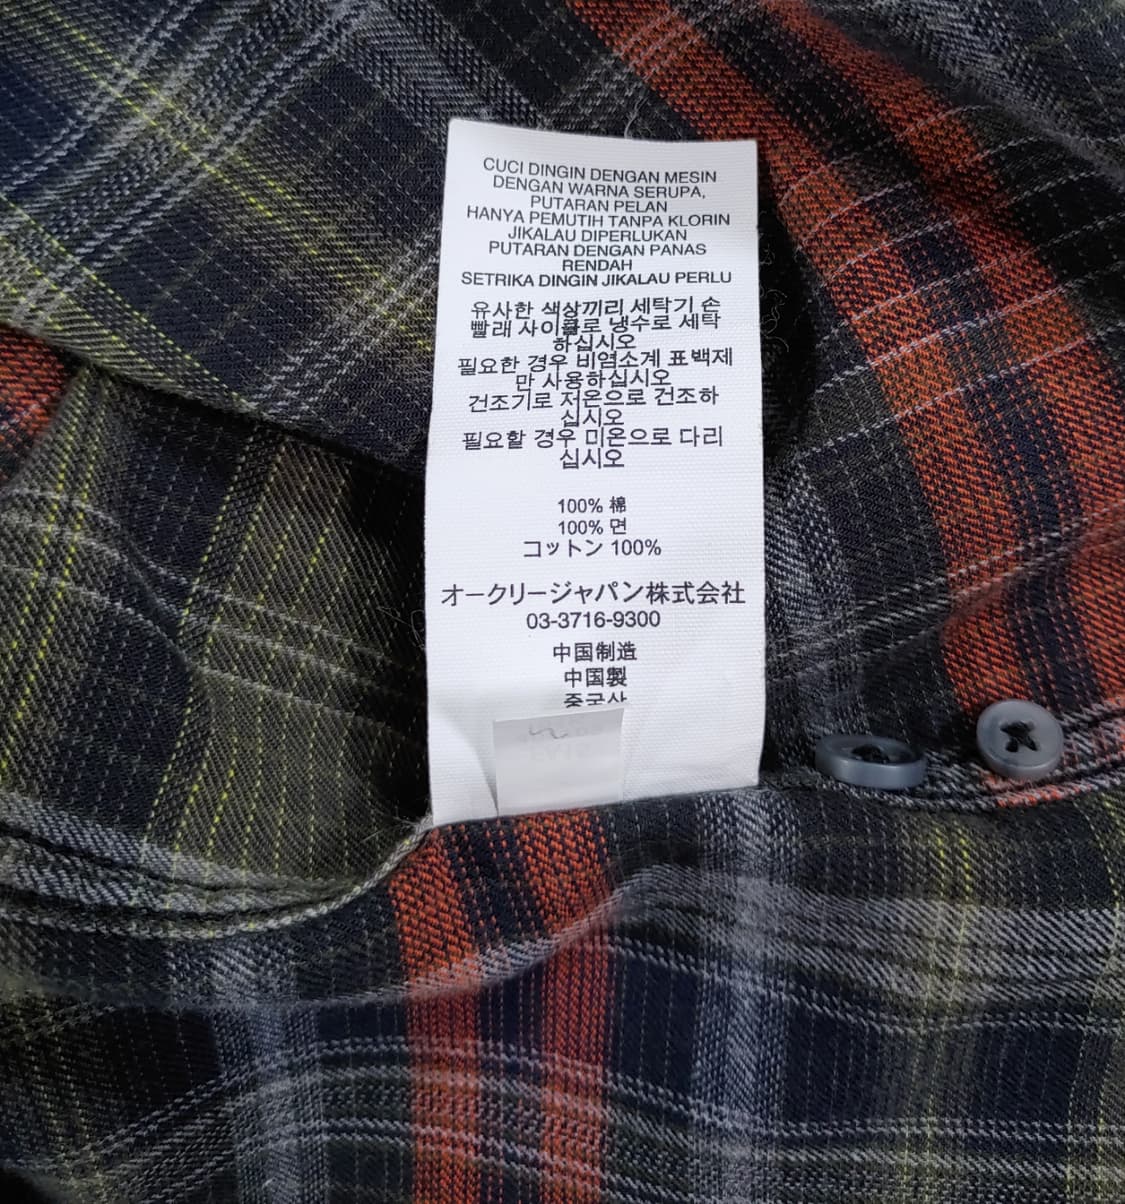 CUCI DINGIN DENGAN MESIN
DENGAN WARNA SERUPA,
PUTARAN PELAN
HANYA PEMUTIH TANPA KLORIN
JIKALAU DIPERLUKAN
PUTARAN DENGAN PANAS
RENDAH
SETRIKA DINGIN JIKALAU PERLU
유사한 색상끼리 세탁기 손
빨래 사이클로 냉수로 세탁
하십시오
필요한 경우 비염소계 표백제
만 사용하십시오
건조기로 저온으로 건조하
십시오
필요할 경우 미온으로 다리
십시오
100% 棉
100% 면
コットン 100%
オークリージャパン株式会社
03-3716-9300
中国制造
中国製
중국산